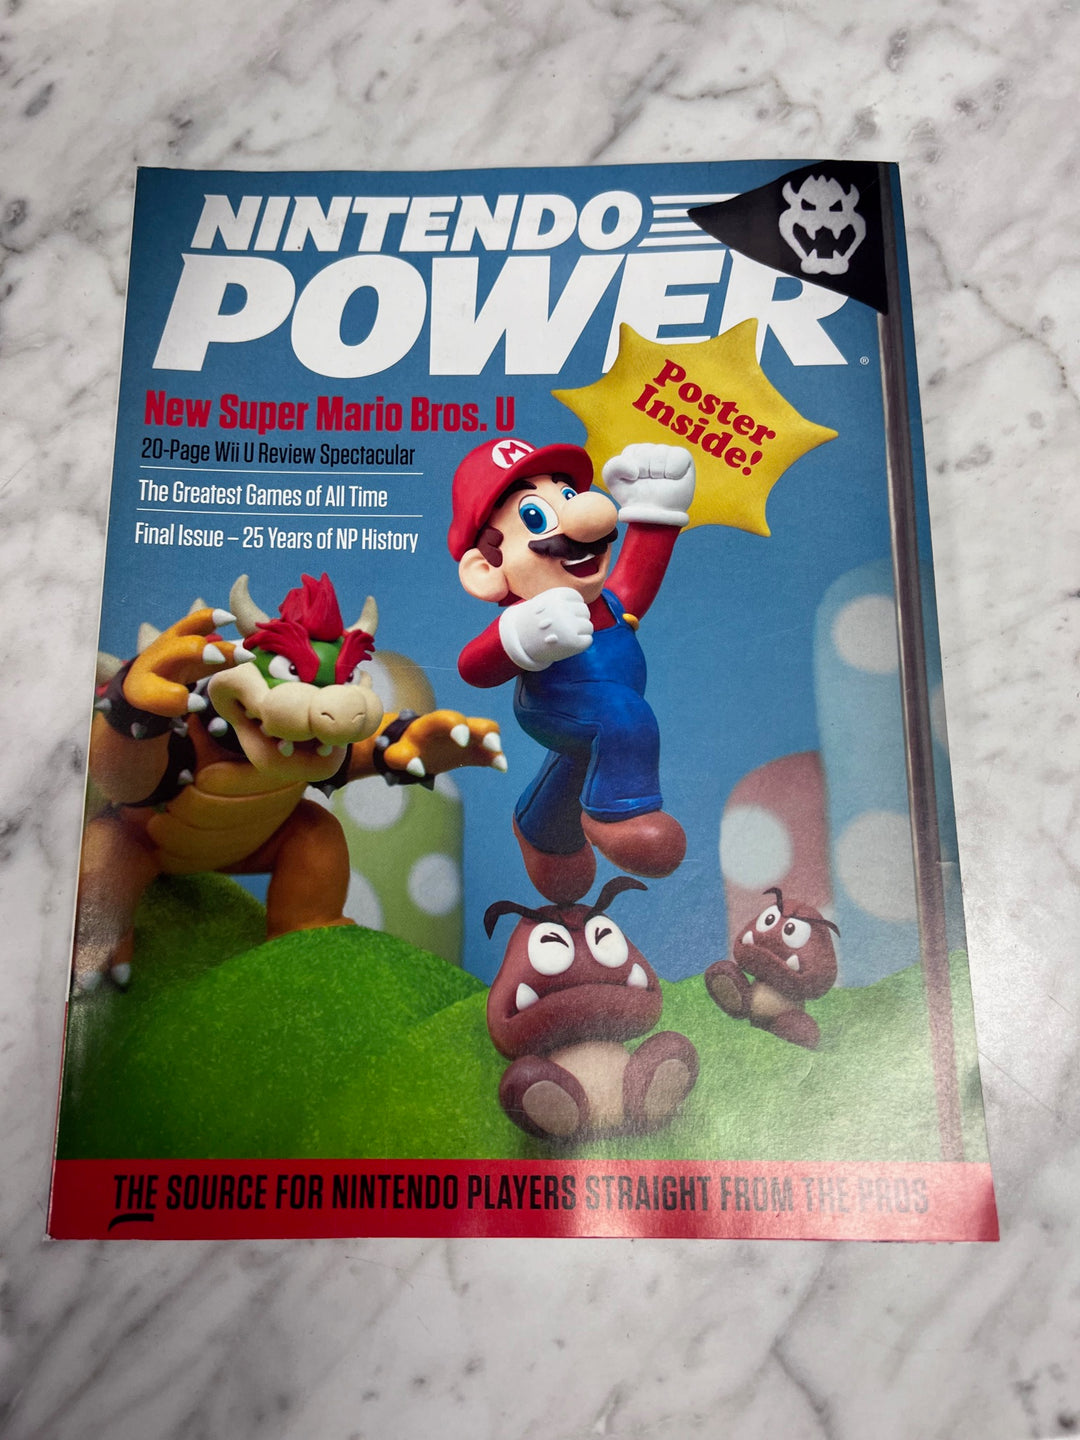 NINTENDO
POWER®
Poster
Inside!
New Super Mario Bros. U
20-Page Wii U Review Spectacular
The Greatest Games of All Time
Final Issue – 25 Years of NP History
M
THE SOURCE FOR NINTENDO PLAYERS STRAIGHT FROM THE PROS